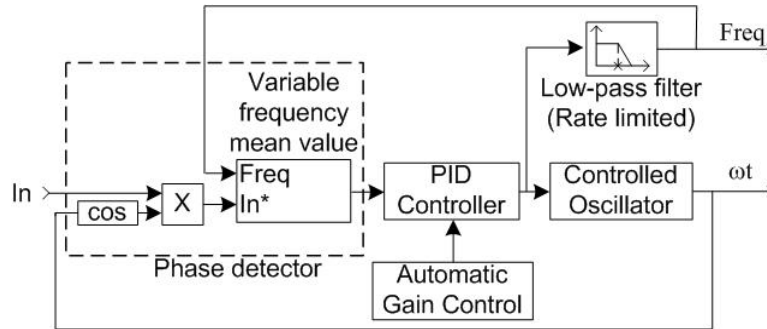 Freq
Variable
frequency
mean value
Low-pass filter
(Rate limited)
Freq
In*
PID
Controller
Controlled
Oscillator
ωt
In
cos
X
Phase detector
Automatic
Gain Control